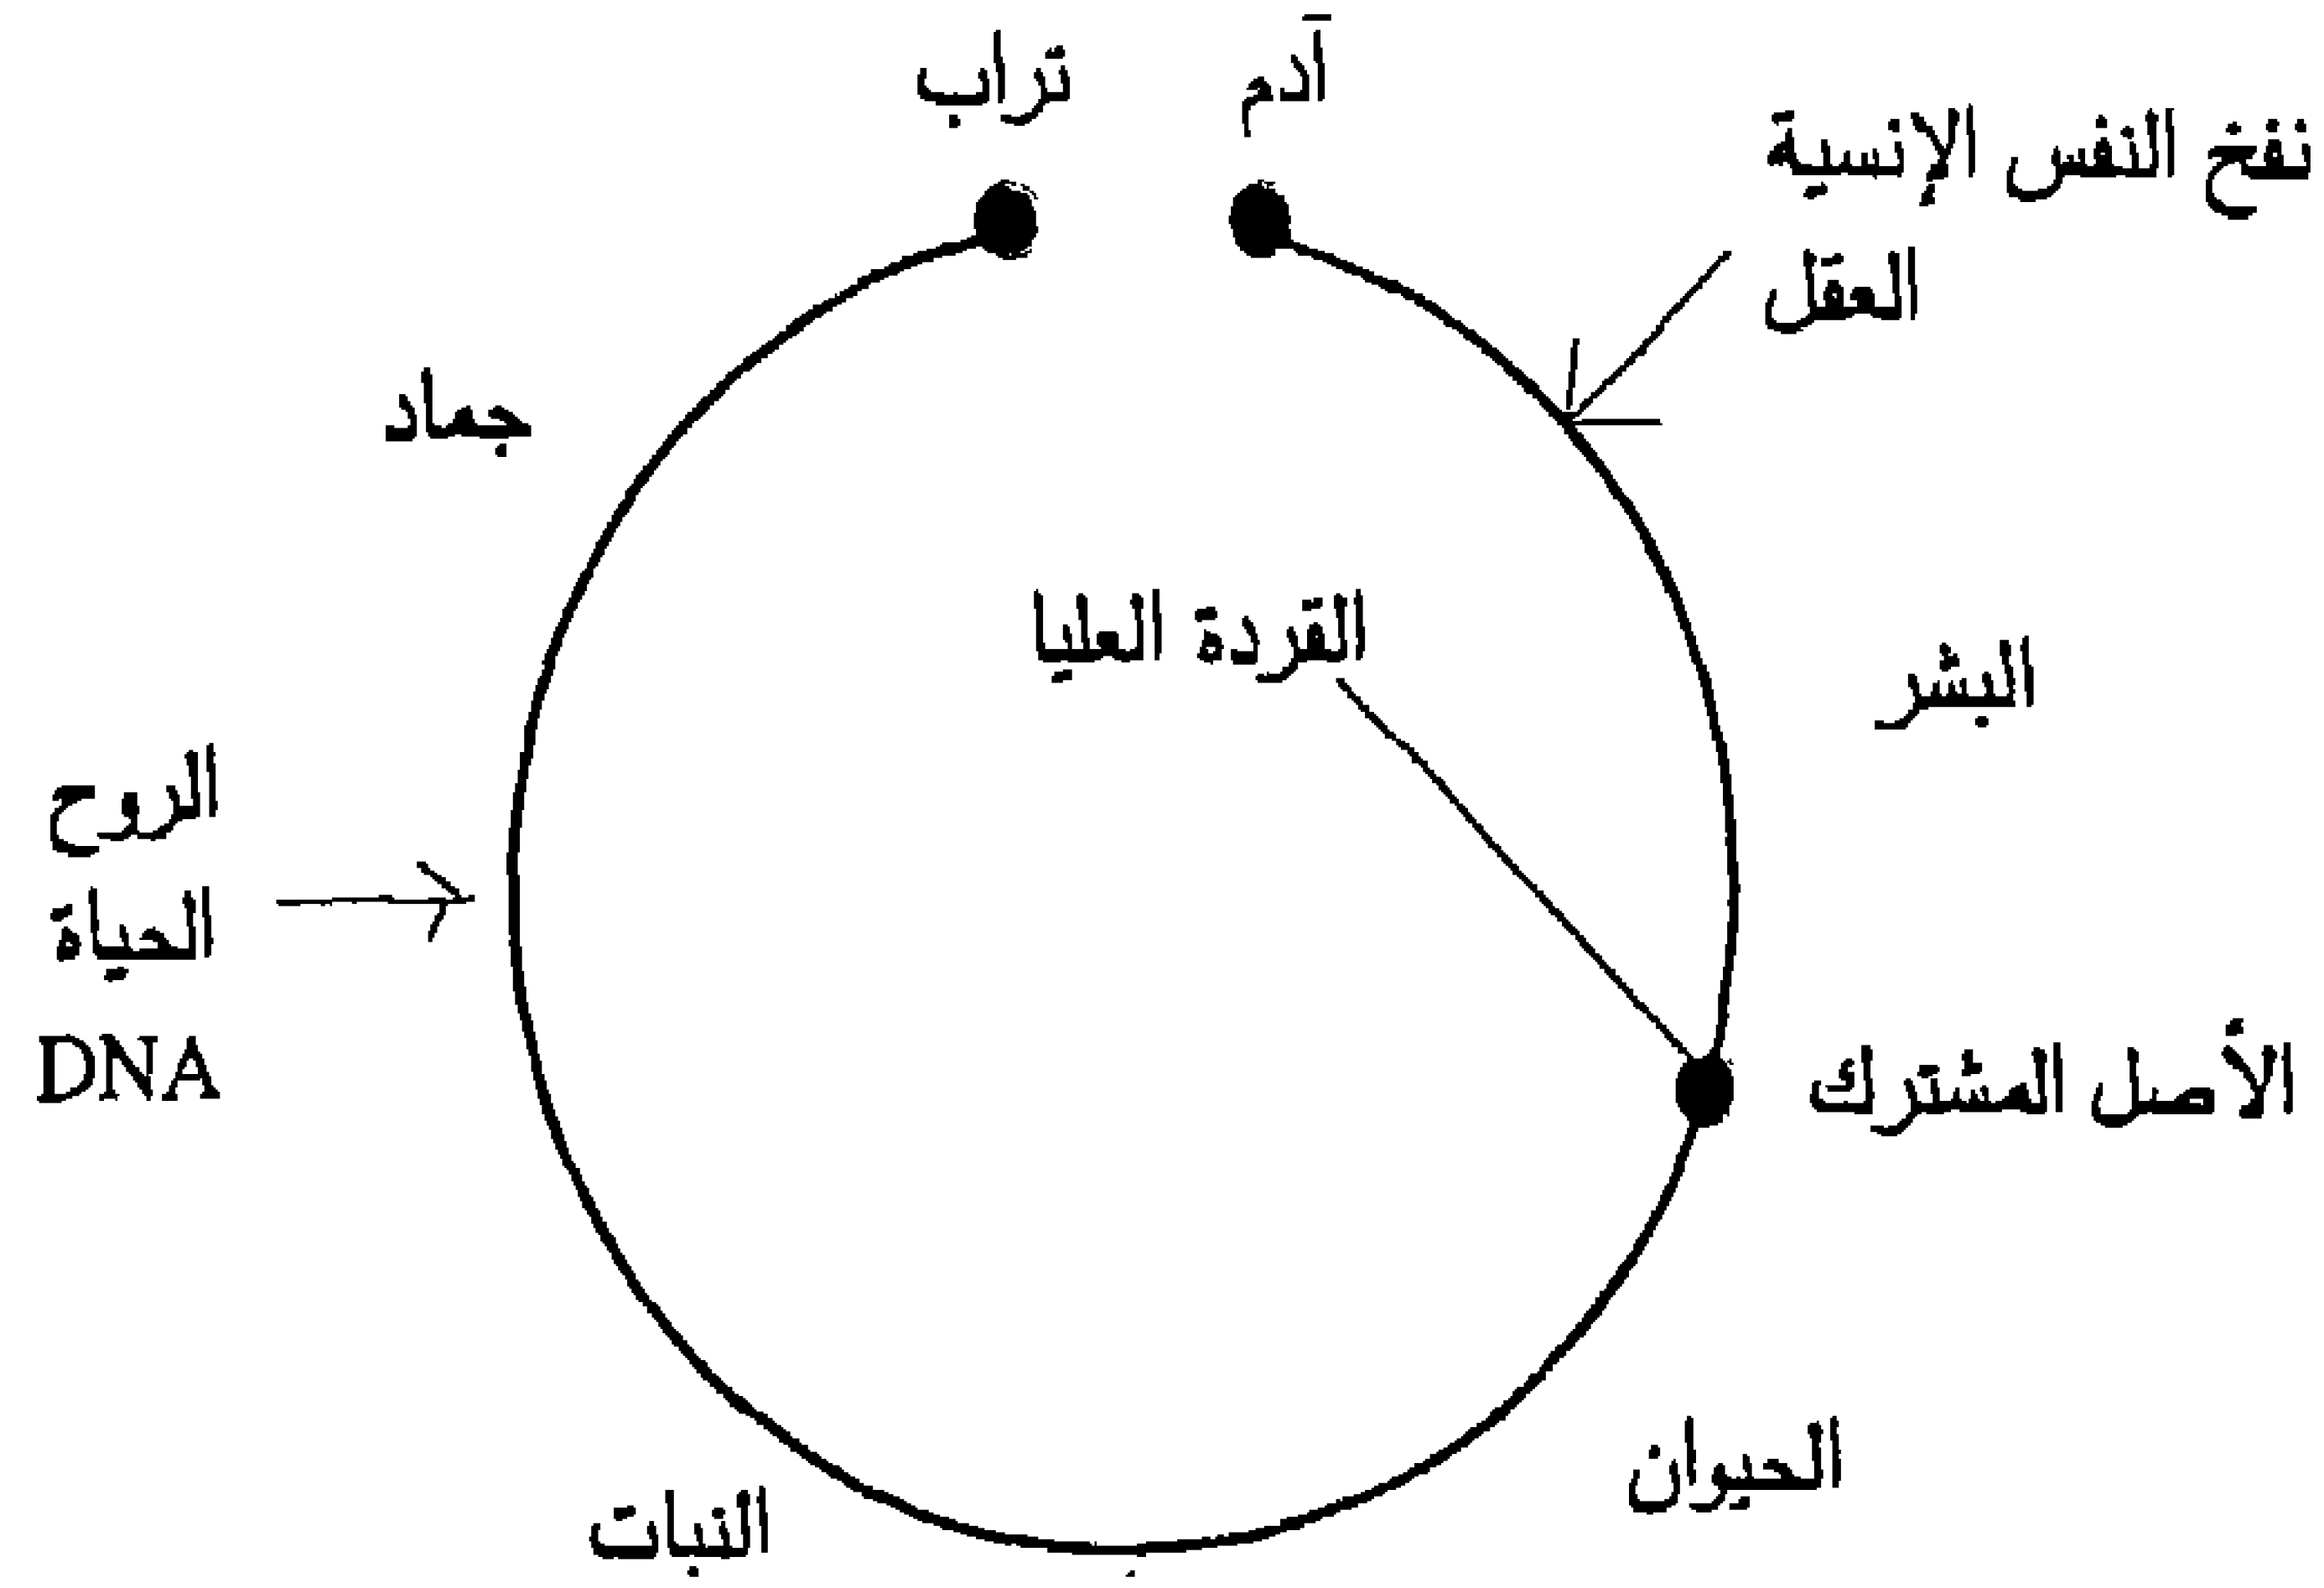 آدم
تراب
نفخ النفس الإنسية
العقل
جماد
القردة العليا
البشر
الروح
الحياة
DNA
الأصل المشترك
الحيوان
النبات